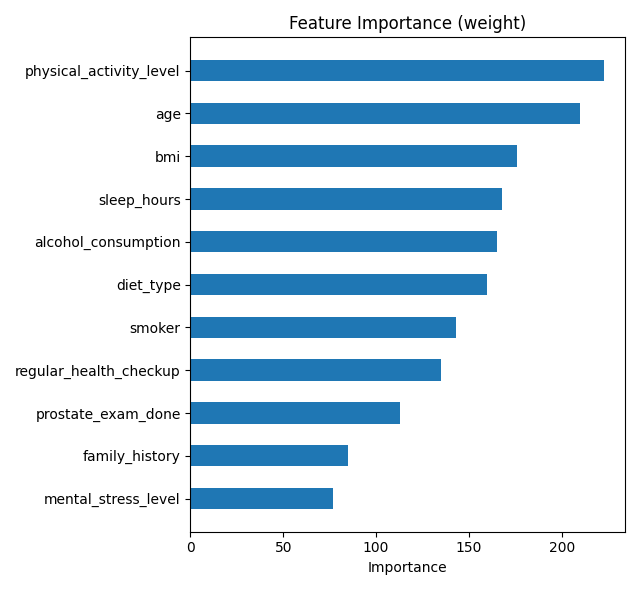 Feature Importance (weight)
physical_activity_level
age
bmi
sleep_hours
alcohol_consumption
diet_type
smoker
regular_health_checkup
prostate_exam_done
family_history
mental_stress_level
0 50 100 150 200
Importance